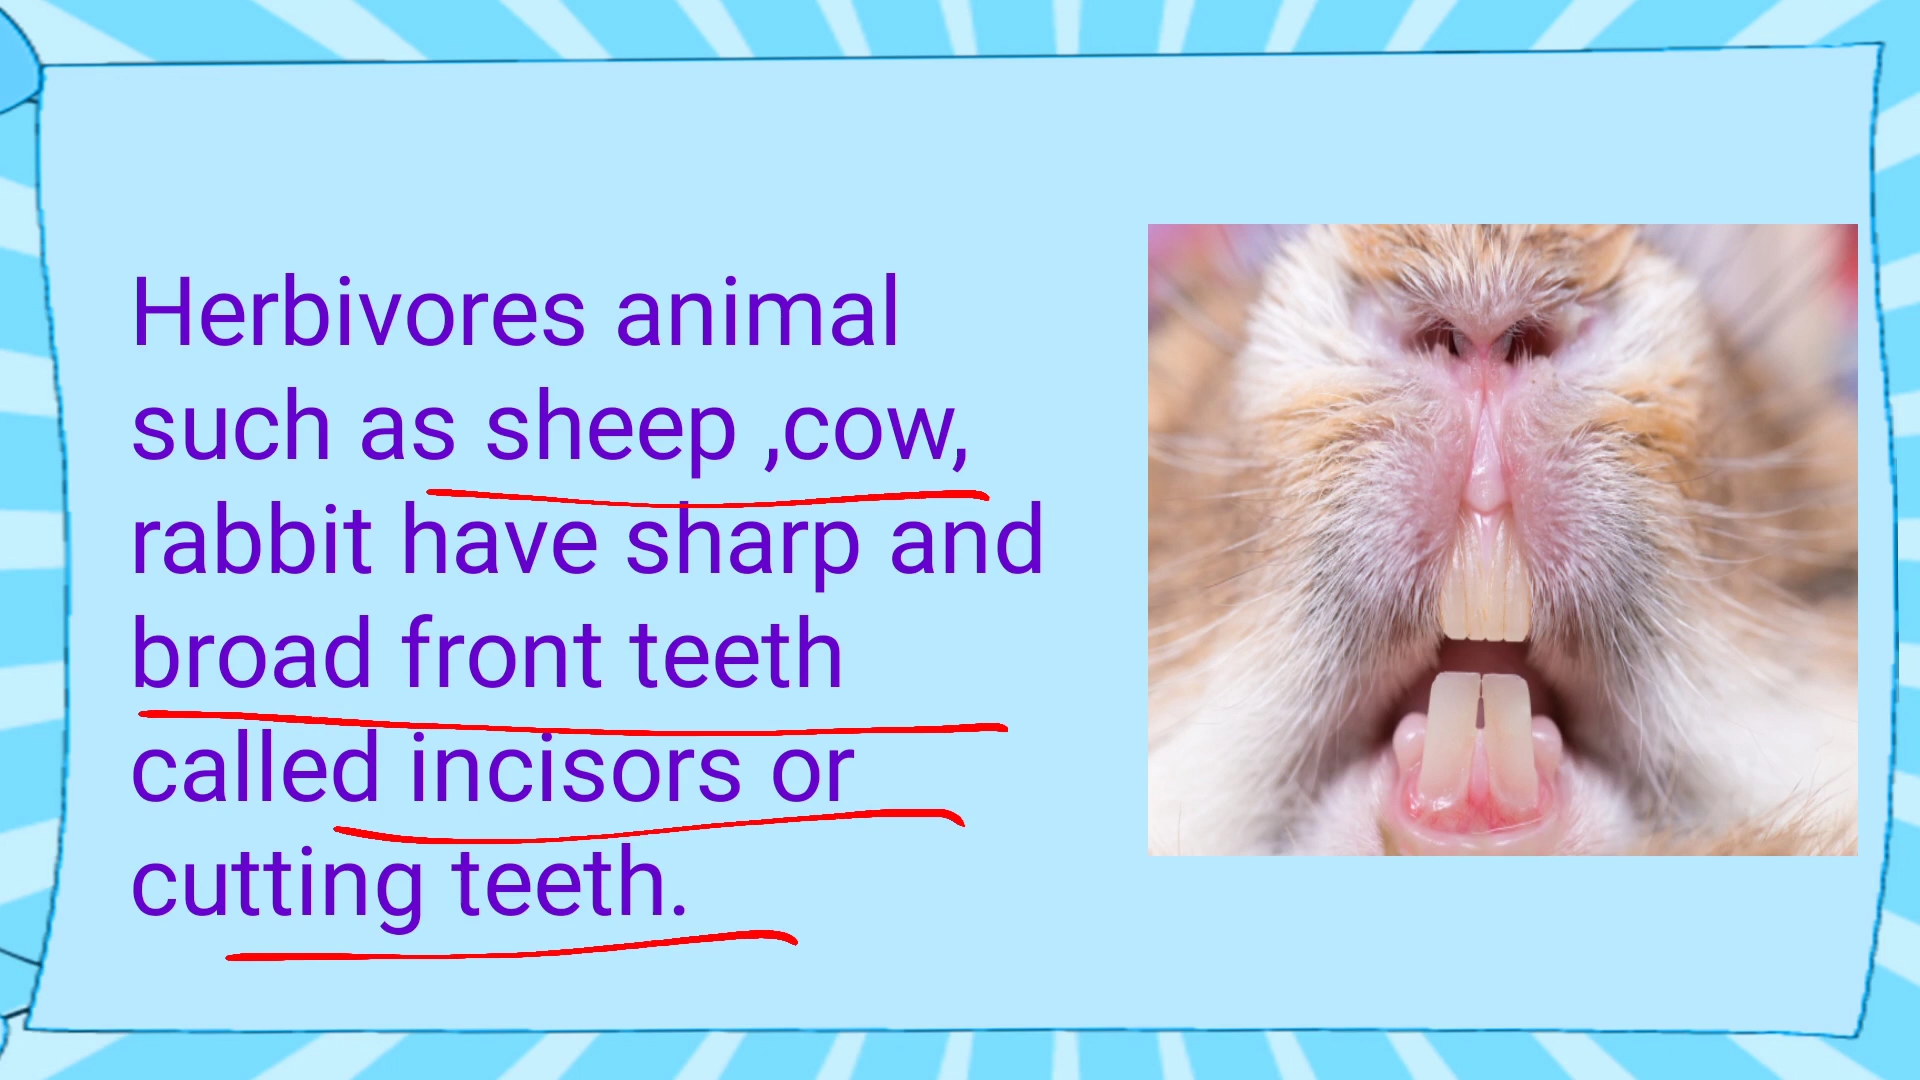 Herbivores animal
such as sheep ,cow,
rabbit have sharp and
broad front teeth
called incisors or
cutting teeth.